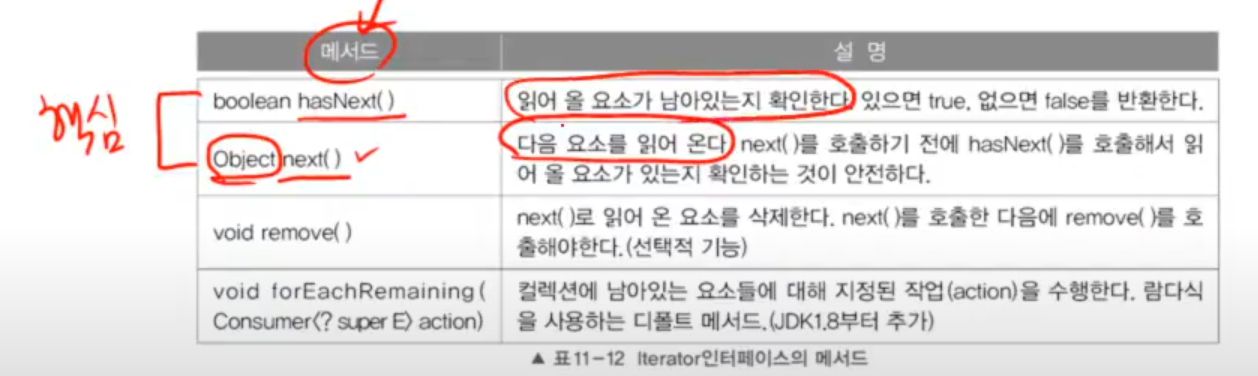 메서드 설 명
핵심
boolean hasNext( ) 읽어 올 요소가 남아있는지 확인한다. 있으면 true, 없으면 false를 반환한다.
Object next( ) 다음 요소를 읽어 온다. next( )를 호출하기 전에 hasNext( )를 호출해서 읽
어 올 요소가 있는지 확인하는 것이 안전하다.
void remove( ) next( )로 읽어 온 요소를 삭제한다. next( )를 호출한 다음에 remove( )를 호
출해야한다.(선택적 기능)
void forEachRemaining( 컬렉션에 남아있는 요소들에 대해 지정된 작업(action)을 수행한다. 람다식
Consumer<? super E> action) 을 사용하는 디폴트 메서드.(JDK1.8부터 추가)
▲ 표11-12 Iterator인터페이스의 메서드